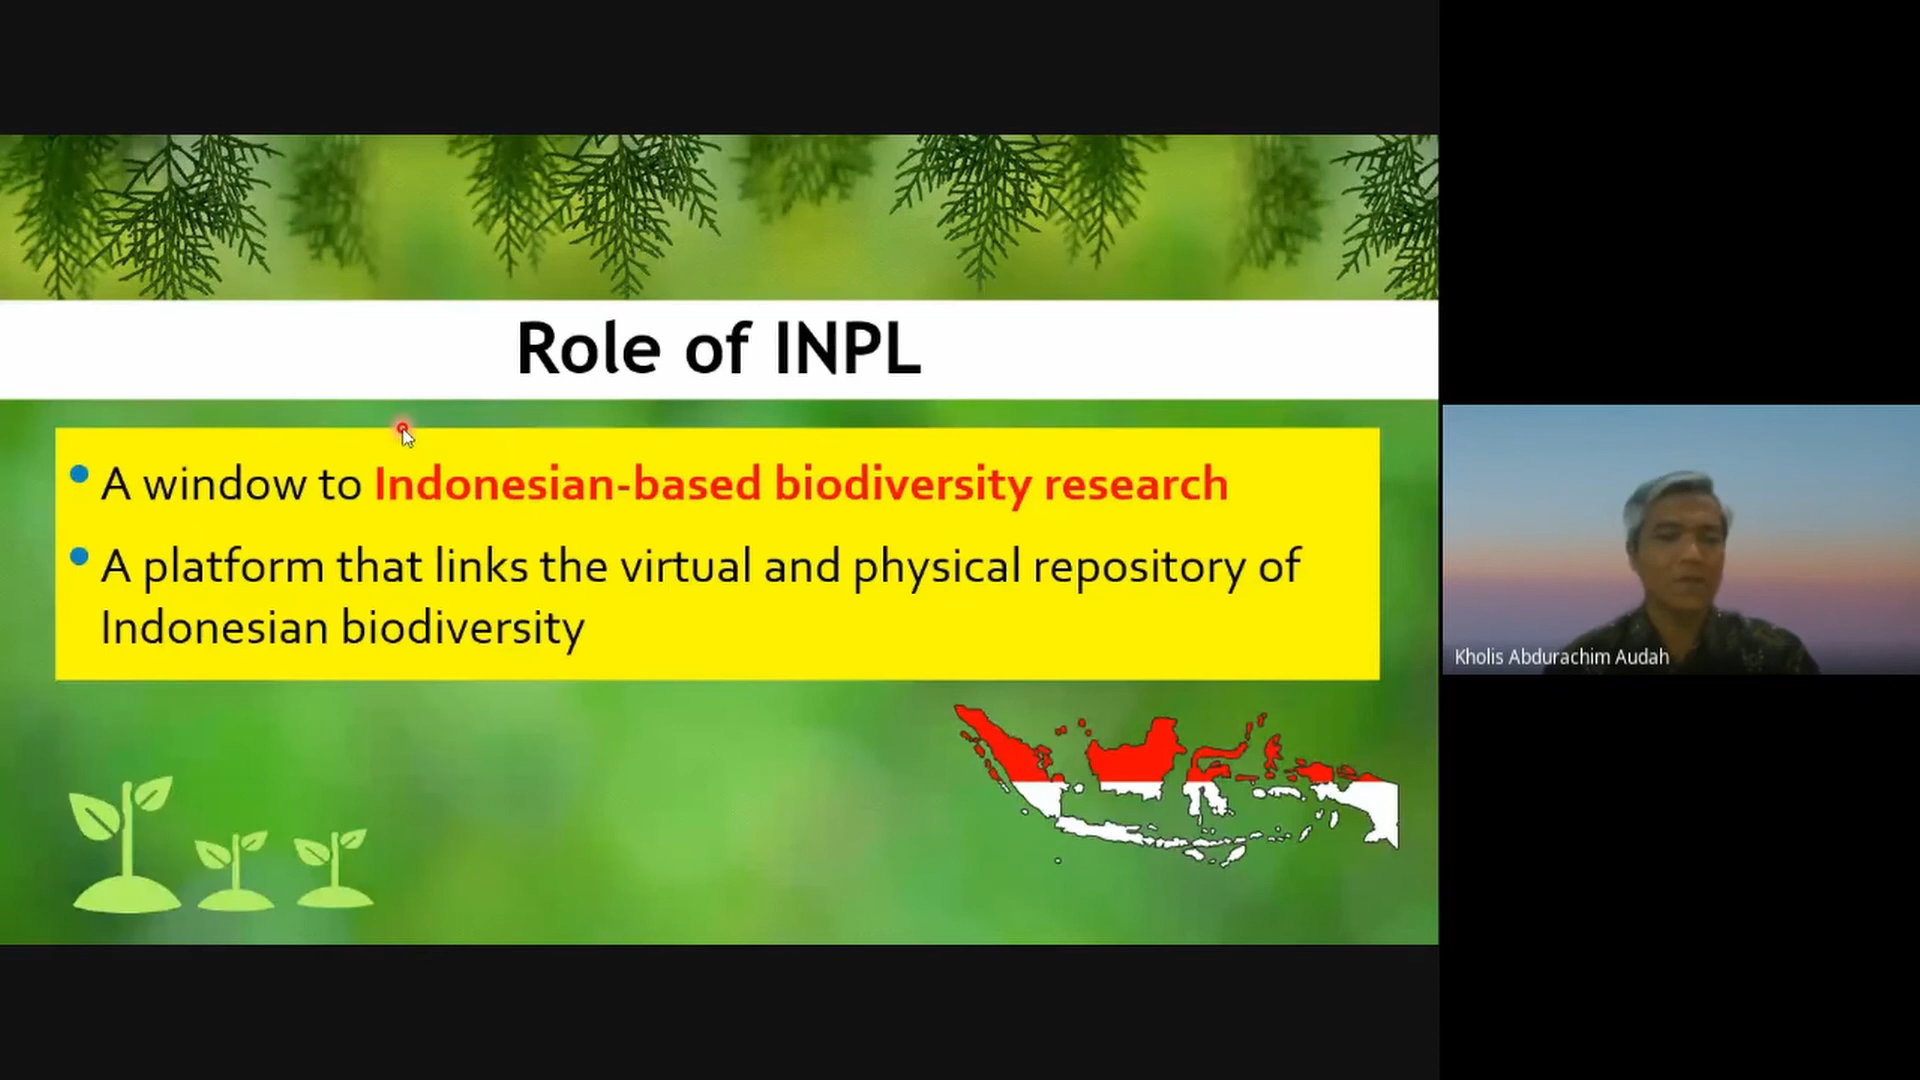 Role of INPL
• A window to Indonesian-based biodiversity research
• A platform that links the virtual and physical repository of
Indonesian biodiversity
Kholis Abdurachim Audah